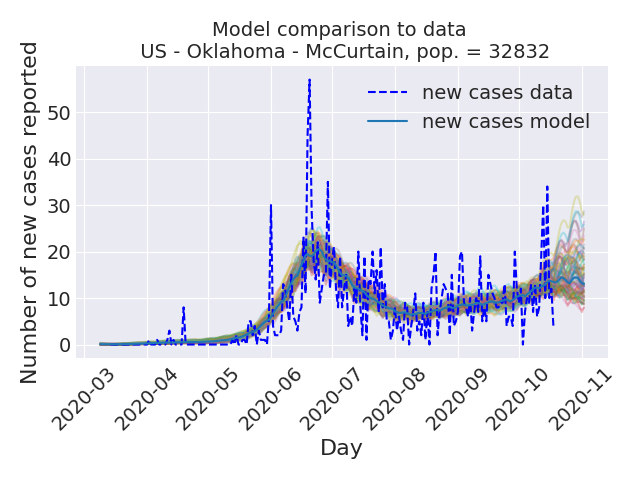 Model comparison to data
US - Oklahoma - McCurtain, pop. = 32832
Number of new cases reported
50
40
30
20
10
0
new cases data
new cases model
2020-03
2020-04
2020-05
2020-06
2020-07
2020-08
2020-09
2020-10
2020-11
Day